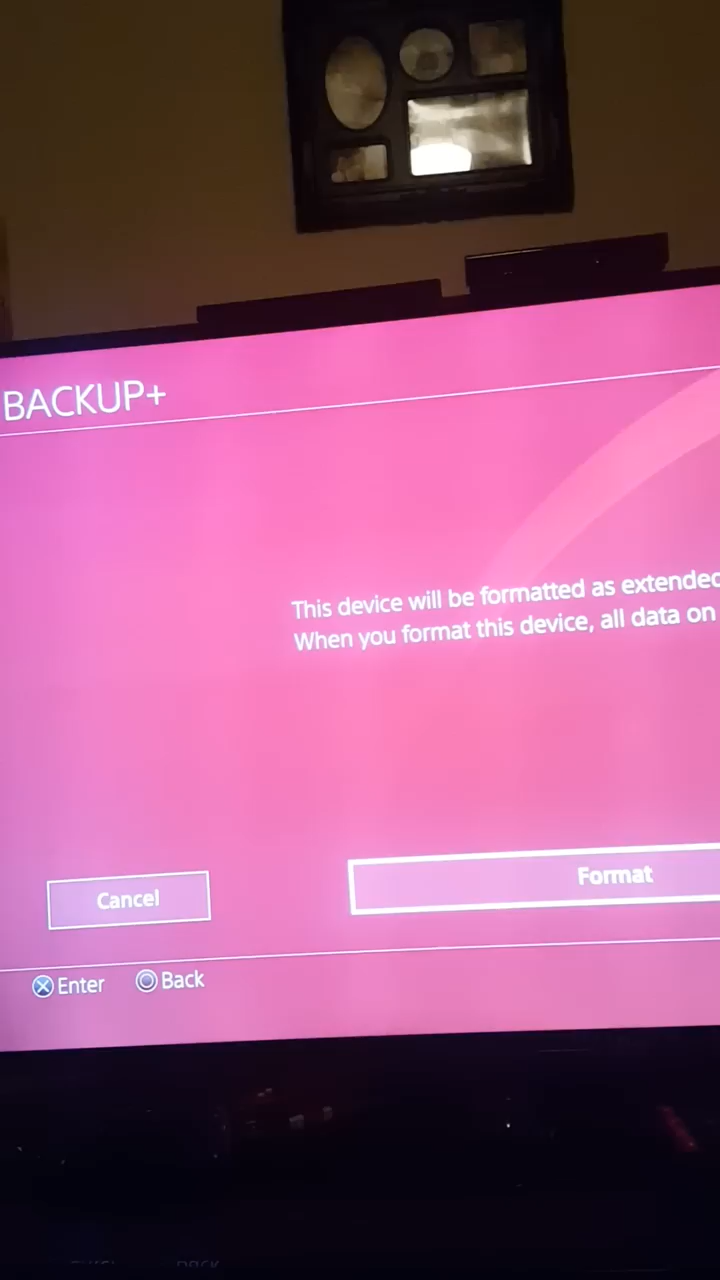 BACKUP+
This device will be formatted as extended
When you format this device, all data on
Cancel
Format
Enter
Back